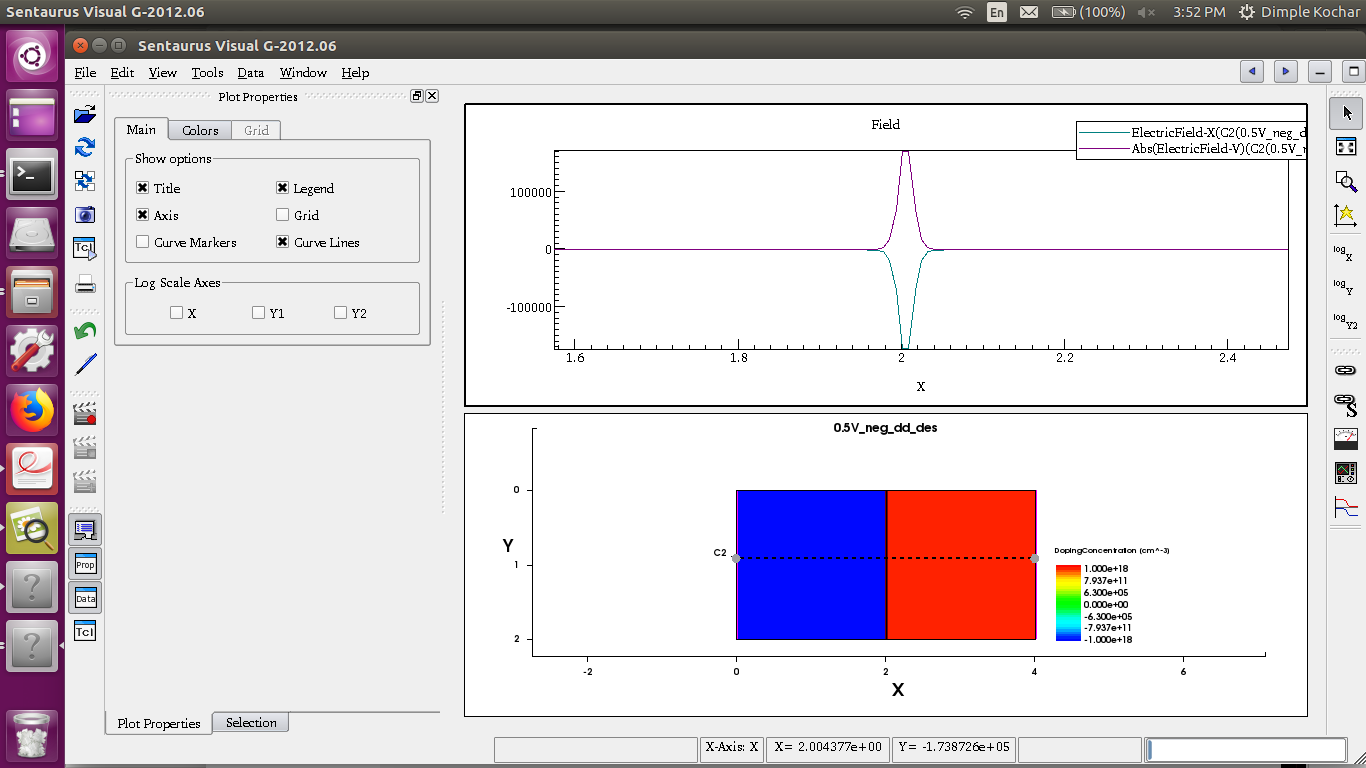 Sentaurus Visual G-2012.06
En
(100%)
3:52 PM
Dimple Kochar
Sentaurus Visual G-2012.06
File Edit View Tools Data Window Help
Plot Properties
Main Colors Grid
Show options
Title Legend
Axis Grid
Curve Markers Curve Lines
Log Scale Axes
X Y1 Y2
Tcl
Prop
Data
Tcl
Plot Properties Selection
Field
ElectricField-X(C2(0.5V_neg_d
Abs(ElectricField-V)(C2(0.5V_
100000
0
-100000
1.6 1.8 2 2.2 2.4
X
0.5V_neg_dd_des
0
Y
1
2
C2
DopingConcentration (cm^-3)
1.000e+18
7.937e+11
6.300e+05
0.000e+00
-6.300e+05
-7.937e+11
-1.000e+18
-2 0 2 4 6
X
log X
log Y
log Y2
S
X-Axis: X
X= 2.004377e+00
Y= -1.738726e+05